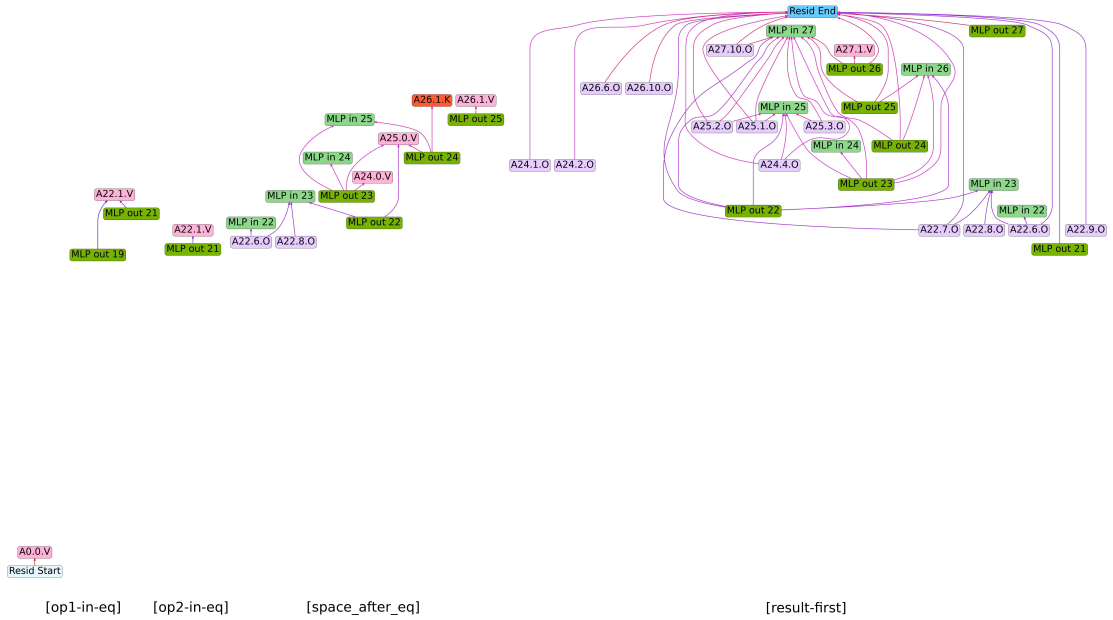 Resid End
MLP in 27
MLP out 27
A27.10.O
A27.1.V
MLP out 26
MLP in 26
A26.6.O
A26.10.O
A26.1.K
A26.1.V
MLP in 25
MLP out 25
MLP in 25
MLP out 25
A25.2.O
A25.1.O
A25.3.O
A25.0.V
MLP in 24
MLP out 24
MLP in 24
MLP out 24
A24.1.O
A24.2.O
A24.4.O
A24.0.V
MLP out 23
MLP in 23
A22.1.V
MLP in 23
MLP out 23
MLP out 21
MLP out 22
MLP in 22
MLP in 22
MLP out 22
A22.1.V
A22.7.O
A22.8.O
A22.6.O
A22.9.O
A22.6.O
A22.8.O
MLP out 21
MLP out 21
MLP out 19
A0.0.V
Resid Start
[op1-in-eq]
[op2-in-eq]
[space_after_eq]
[result-first]